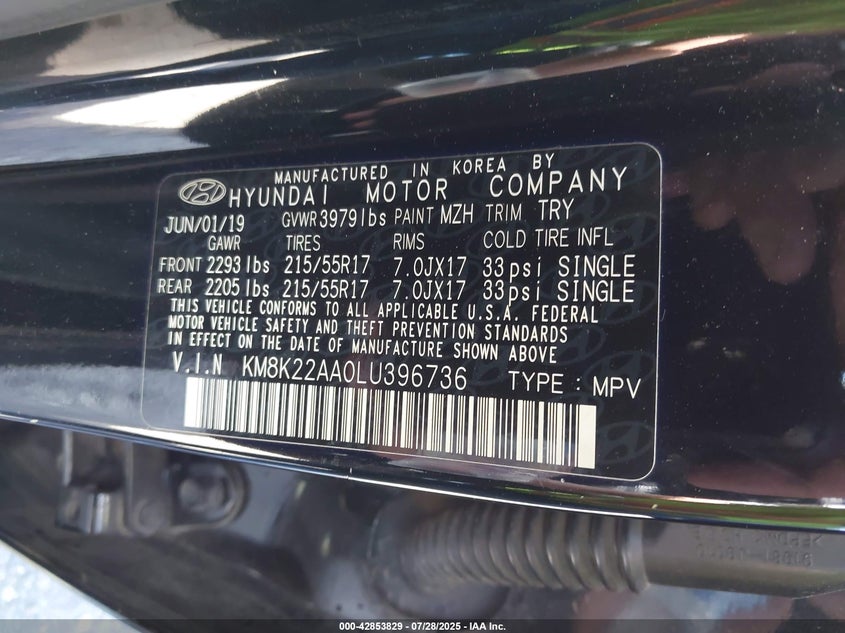 MANUFACTURED IN KOREA BY
HYUNDAI MOTOR COMPANY
JUN/01/19 GVWR 3979lbs PAINT MZH TRIM TRY
GAWR TIRES RIMS COLD TIRE INFL
FRONT 2293lbs 215/55R17 7.0JX17 33psi SINGLE
REAR 2205lbs 215/55R17 7.0JX17 33psi SINGLE
THIS VEHICLE CONFORMS TO ALL APPLICABLE U.S.A. FEDERAL
MOTOR VEHICLE SAFETY AND THEFT PREVENTION STANDARDS
IN EFFECT ON THE DATE OF MANUFACTURE SHOWN ABOVE
V.I.N KM8K22AA0LU396736 TYPE : MPV
000-42853829 / 07/28/2025 - IAA Inc.